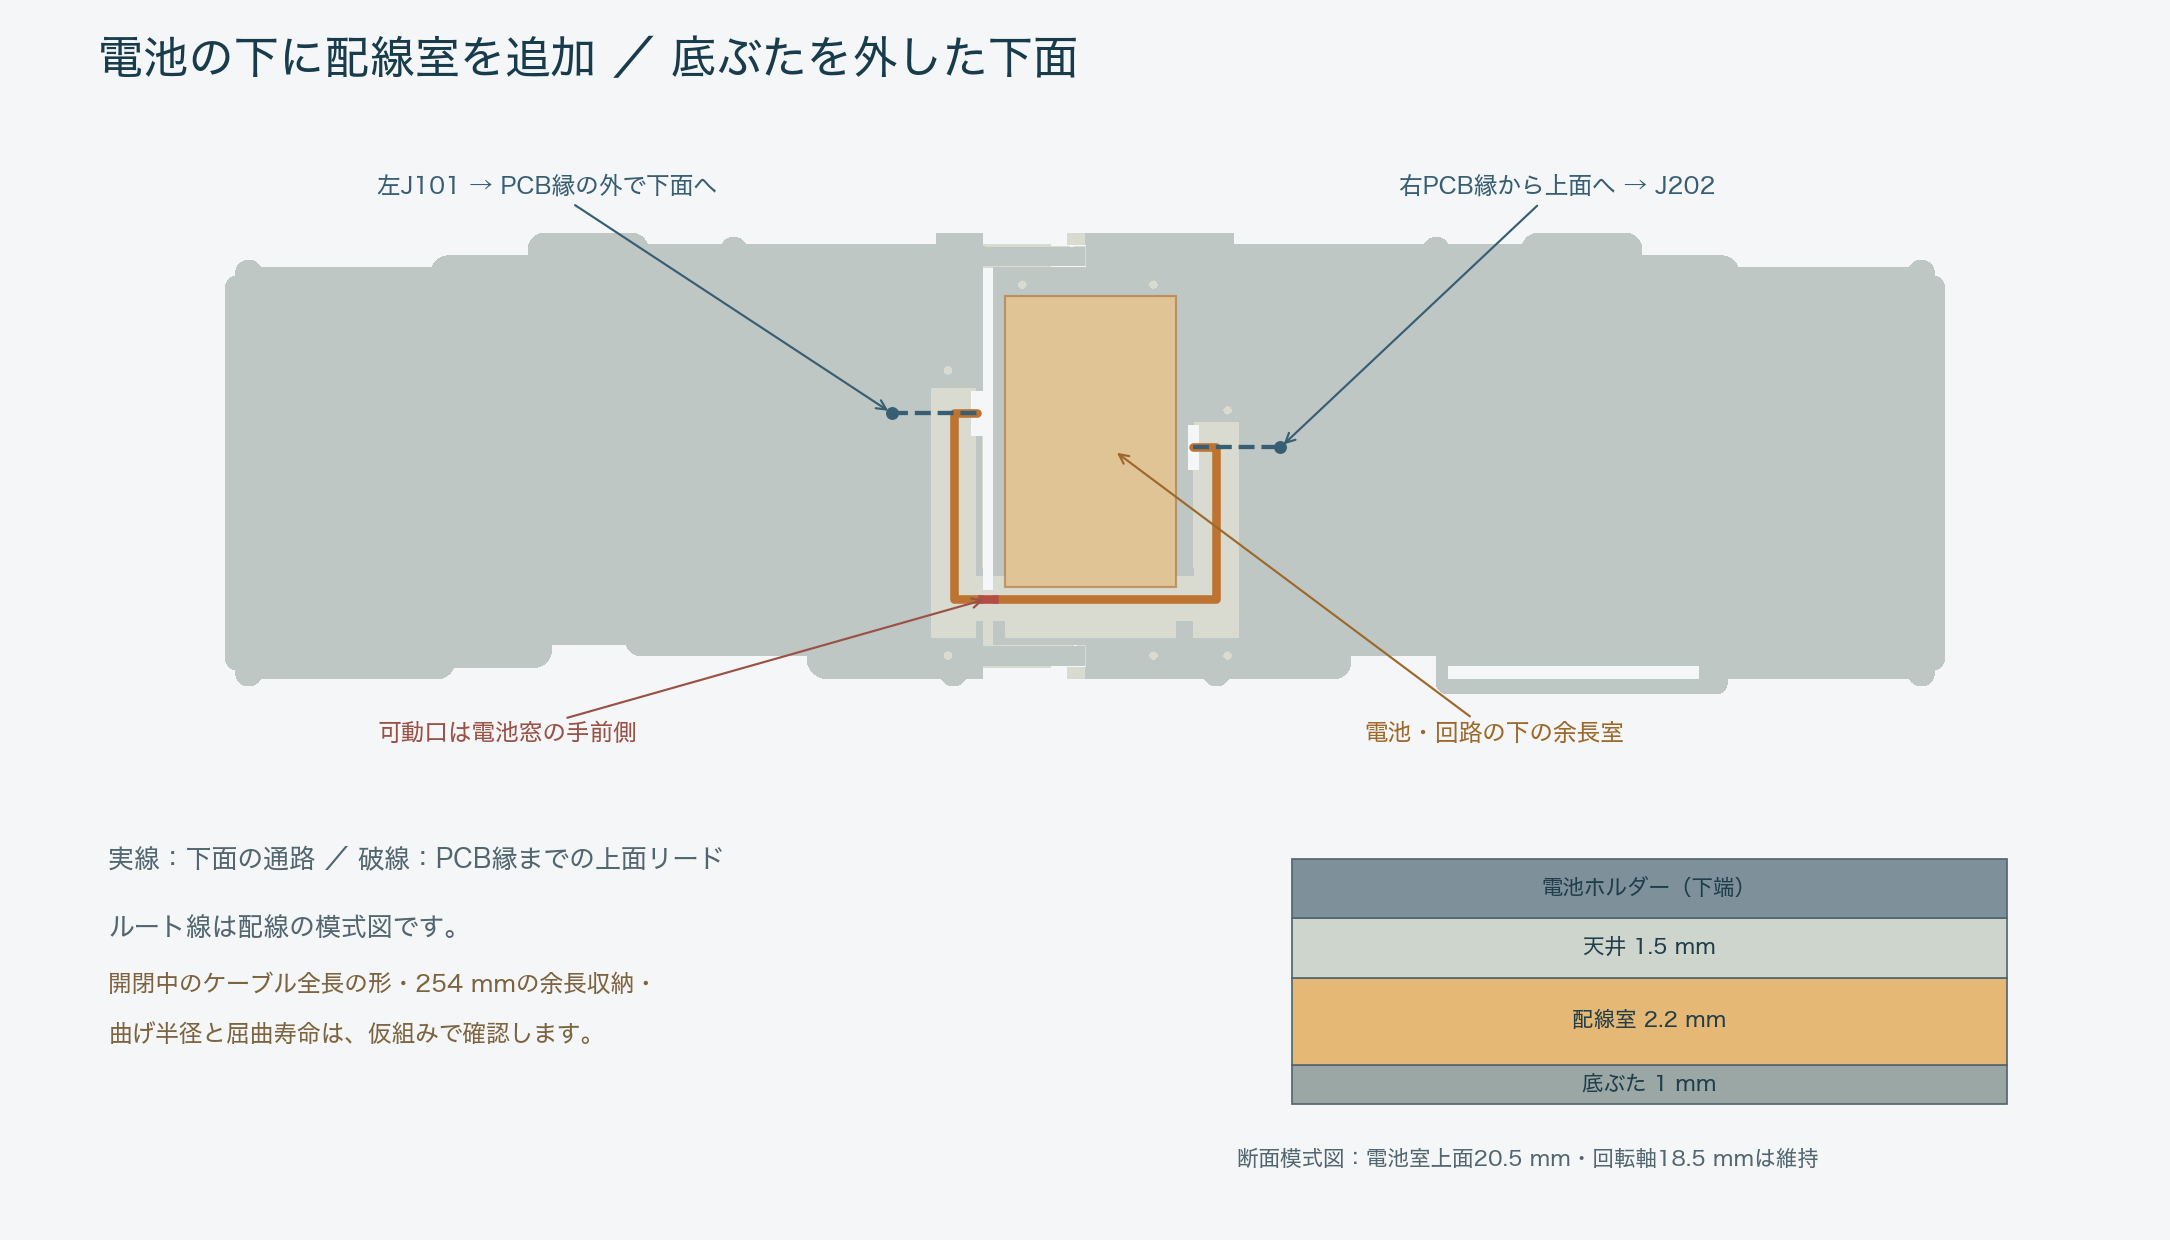 電池の下に配線室を追加 ／ 底ぶたを外した下面
左J101 → PCB縁の外で下面へ
右PCB縁から上面へ → J202
可動口は電池窓の手前側
電池・回路の下の余長室
実線：下面の通路 ／ 破線：PCB縁までの上面リード
ルート線は配線の模式図です。
開閉中のケーブル全長の形・254 mmの余長収納・
曲げ半径と屈曲寿命は、仮組みで確認します。
電池ホルダー（下端）
天井 1.5 mm
配線室 2.2 mm
底ぶた 1 mm
断面模式図：電池室上面20.5 mm・回転軸18.5 mmは維持